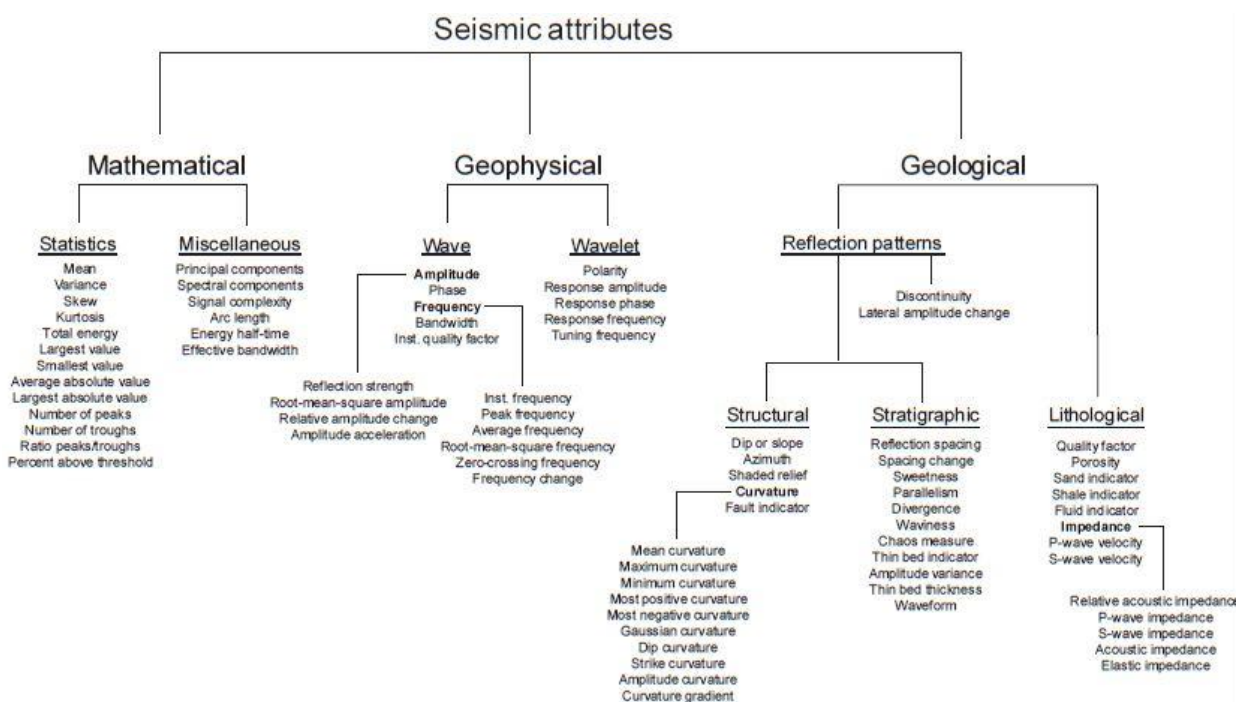 Seismic attributes
Mathematical
Geophysical
Geological
Statistics
Mean
Variance
Skew
Kurtosis
Total energy
Largest value
Smallest value
Average absolute value
Largest absolute value
Number of peaks
Number of troughs
Ratio peaks/troughs
Percent above threshold
Miscellaneous
Principal components
Spectral components
Signal complexity
Arc length
Energy half-time
Effective bandwidth
Wave
Amplitude
Phase
Frequency
Bandwidth
Inst. quality factor
Reflection strength
Root-mean-square amplitude
Relative amplitude change
Amplitude acceleration
Inst. frequency
Peak frequency
Average frequency
Root-mean-square frequency
Zero-crossing frequency
Frequency change
Wavelet
Polarity
Response amplitude
Response phase
Response frequency
Tuning frequency
Reflection patterns
Discontinuity
Lateral amplitude change
Structural
Dip or slope
Azimuth
Shaded relief
Curvature
Fault indicator
Mean curvature
Maximum curvature
Minimum curvature
Most positive curvature
Most negative curvature
Gaussian curvature
Dip curvature
Strike curvature
Amplitude curvature
Curvature gradient
Stratigraphic
Reflection spacing
Spacing change
Sweetness
Parallelism
Divergence
Waviness
Chaos measure
Thin bed indicator
Amplitude variance
Thin bed thickness
Waveform
Lithological
Quality factor
Porosity
Sand indicator
Shale indicator
Fluid indicator
Impedance
P-wave velocity
S-wave velocity
Relative acoustic impedance
P-wave impedance
S-wave impedance
Acoustic impedance
Elastic impedance